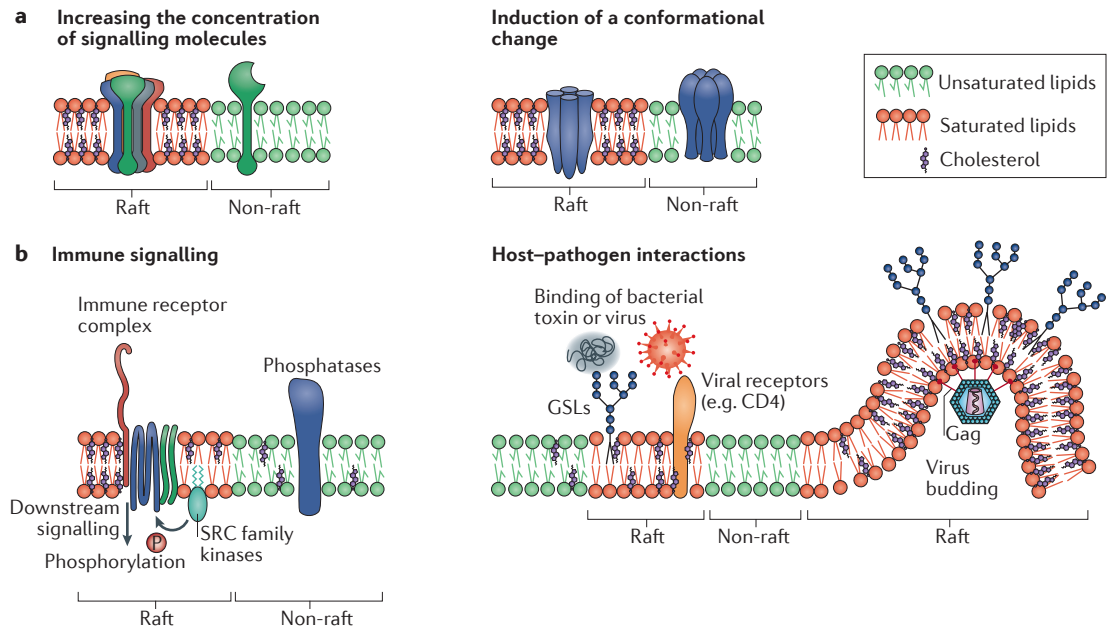 a
Increasing the concentration
of signalling molecules
Raft
Non-raft
Induction of a conformational
change
Raft
Non-raft
Unsaturated lipids
Saturated lipids
Cholesterol
b
Immune signalling
Immune receptor
complex
Phosphatases
Downstream
signalling
P
Phosphorylation
SRC family
kinases
Raft
Non-raft
Host–pathogen interactions
Binding of bacterial
toxin or virus
GSLs
Viral receptors
(e.g. CD4)
Gag
Virus
budding
Raft
Non-raft
Raft